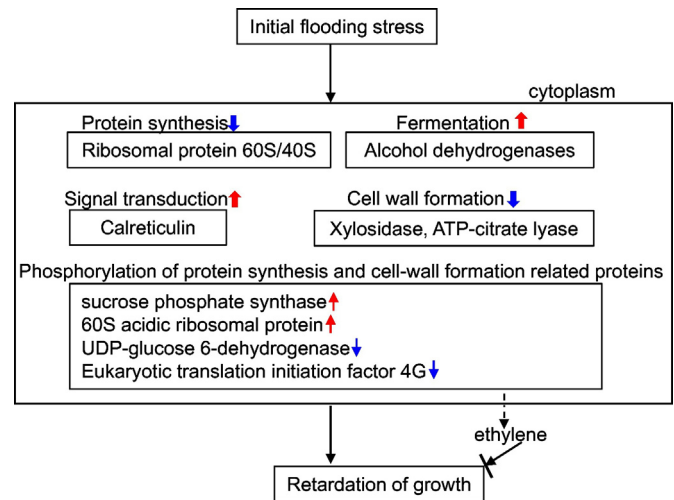 Initial flooding stress
cytoplasm
Protein synthesis
Fermentation
Ribosomal protein 60S/40S
Alcohol dehydrogenases
Signal transduction
Cell wall formation
Calreticulin
Xylosidase, ATP-citrate lyase
Phosphorylation of protein synthesis and cell-wall formation related proteins
sucrose phosphate synthase
60S acidic ribosomal protein
UDP-glucose 6-dehydrogenase
Eukaryotic translation initiation factor 4G
ethylene
Retardation of growth